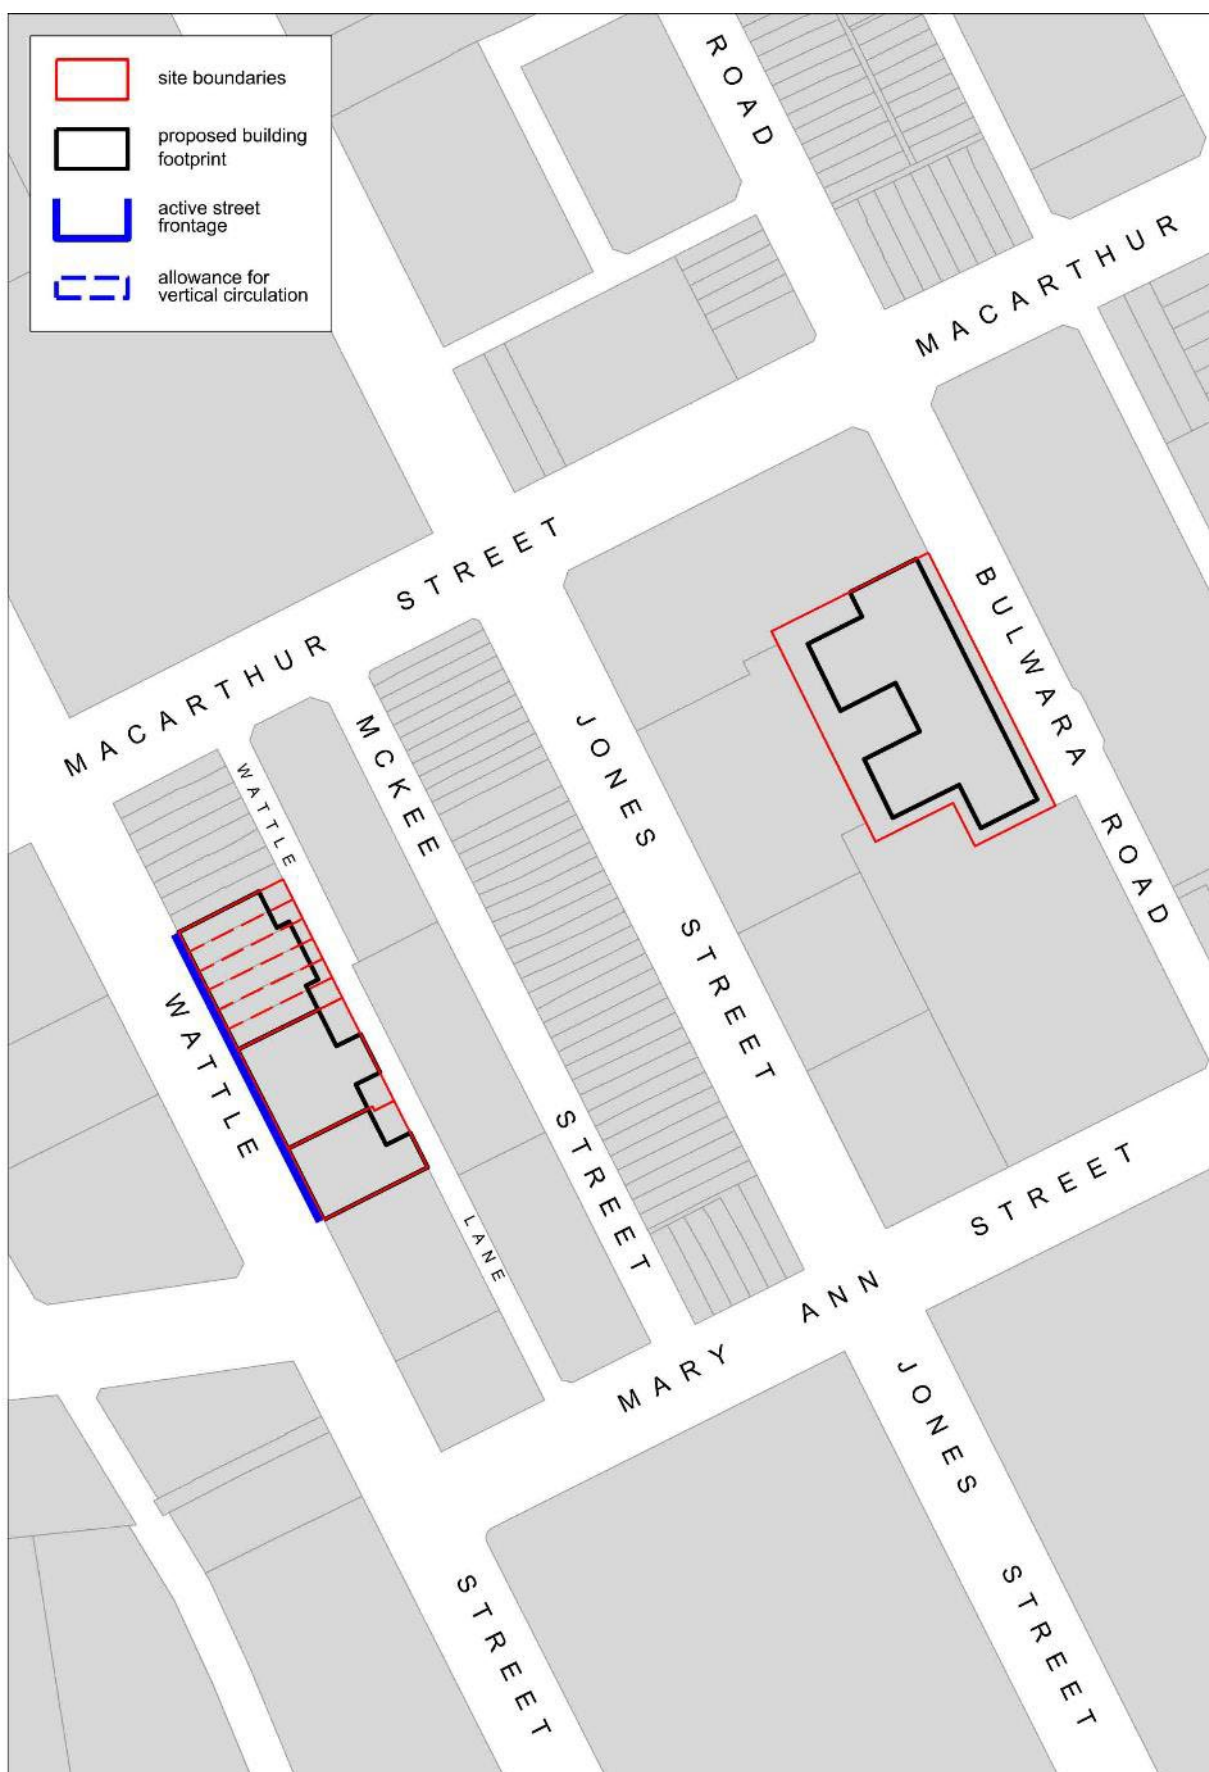 site boundaries
proposed building
footprint
active street
frontage
allowance for
vertical circulation
ROAD
MACARTHUR
MACARTHUR STREET
BULWARA ROAD
WATTLE LANE
MCKEE STREET
JONES STREET
WATTLE STREET
MARY ANN STREET
JONES STREET